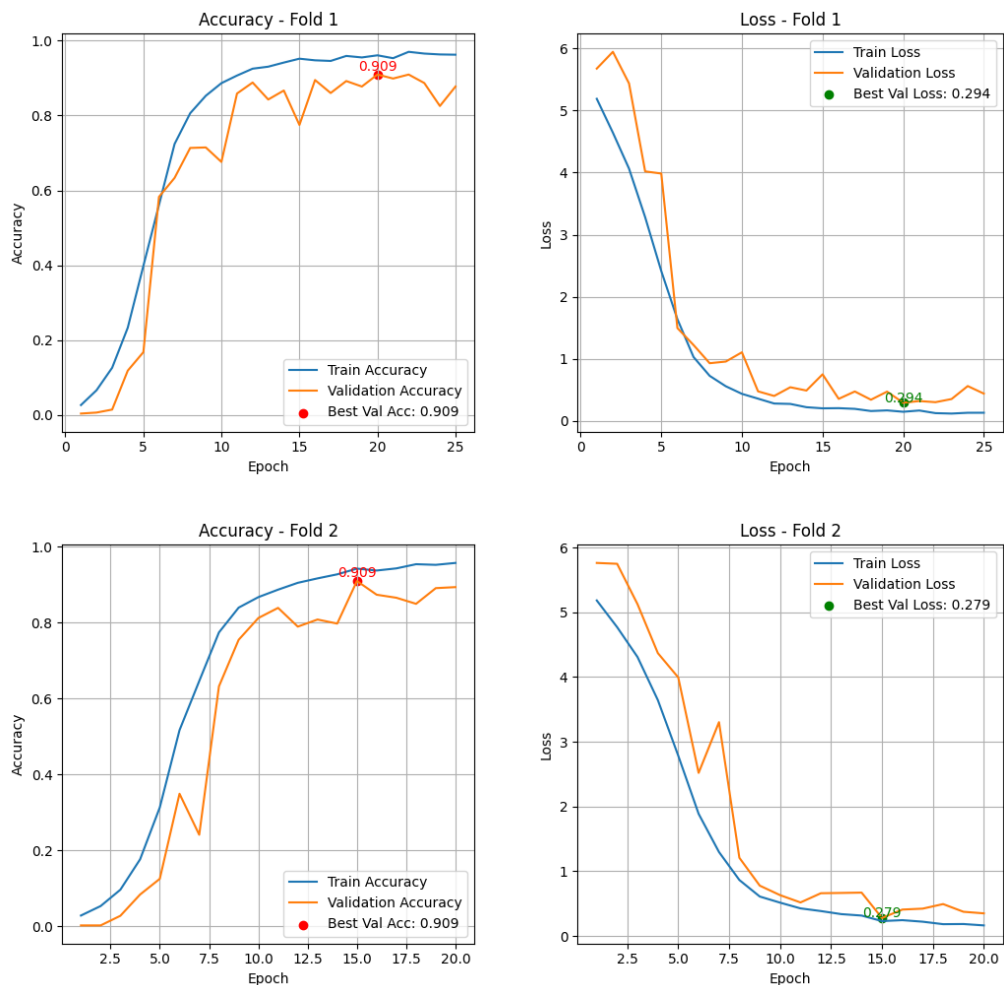 Accuracy - Fold 1
1.0
0.8
0.6
0.4
0.2
0.0
Accuracy
0.909
Train Accuracy
Validation Accuracy
Best Val Acc: 0.909
0 5 10 15 20 25
Epoch
Loss - Fold 1
6
5
4
3
2
1
0
Loss
Train Loss
Validation Loss
Best Val Loss: 0.294
0.294
0 5 10 15 20 25
Epoch
Accuracy - Fold 2
1.0
0.8
0.6
0.4
0.2
0.0
Accuracy
0.909
Train Accuracy
Validation Accuracy
Best Val Acc: 0.909
2.5 5.0 7.5 10.0 12.5 15.0 17.5 20.0
Epoch
Loss - Fold 2
6
5
4
3
2
1
0
Loss
Train Loss
Validation Loss
Best Val Loss: 0.279
0.279
2.5 5.0 7.5 10.0 12.5 15.0 17.5 20.0
Epoch